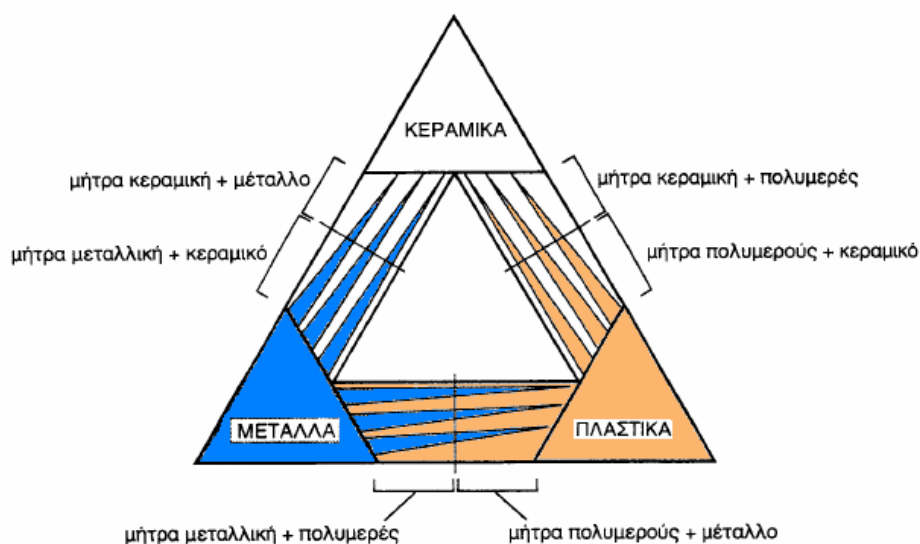 ΚΕΡΑΜΙΚΑ
μήτρα κεραμική + μέταλλο
μήτρα κεραμική + πολυμερές
μήτρα μεταλλική + κεραμικό
μήτρα πολυμερούς + κεραμικό
ΜΕΤΑΛΛΑ
ΠΛΑΣΤΙΚΑ
μήτρα μεταλλική + πολυμερές
μήτρα πολυμερούς + μέταλλο